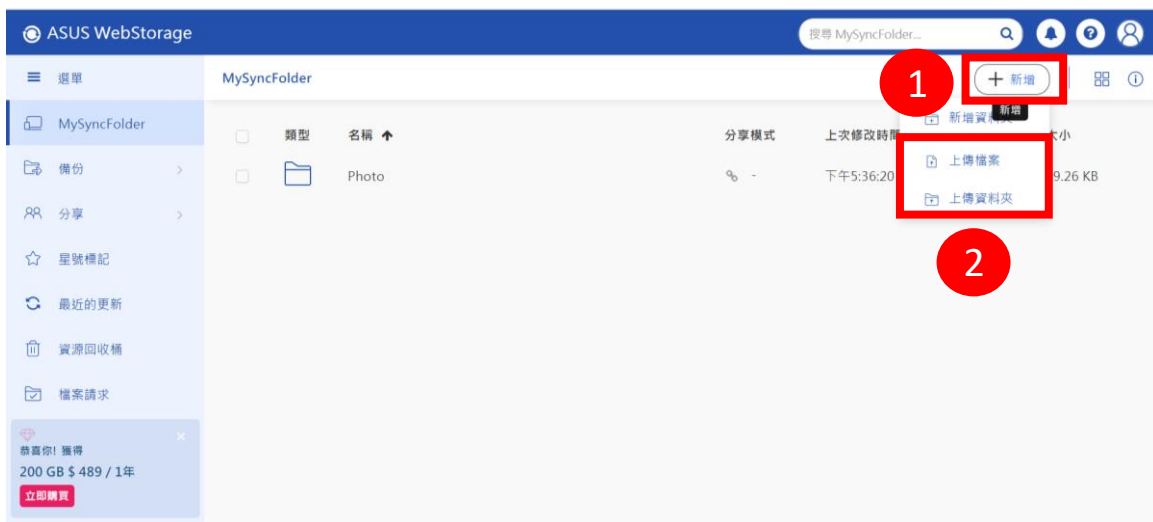 ASUS WebStorage
搜尋 MySyncFolder...
選單
MySyncFolder
1
新增
新增
新增資料夾
MySyncFolder
類型 名稱 分享模式 上次修改時間 大小
上傳檔案
備份
Photo - 下午5:36:20 9.26 KB
上傳資料夾
分享
2
星號標記
最近的更新
資源回收桶
檔案請求
恭喜你! 獲得
200 GB $ 489 / 1年
立即購買